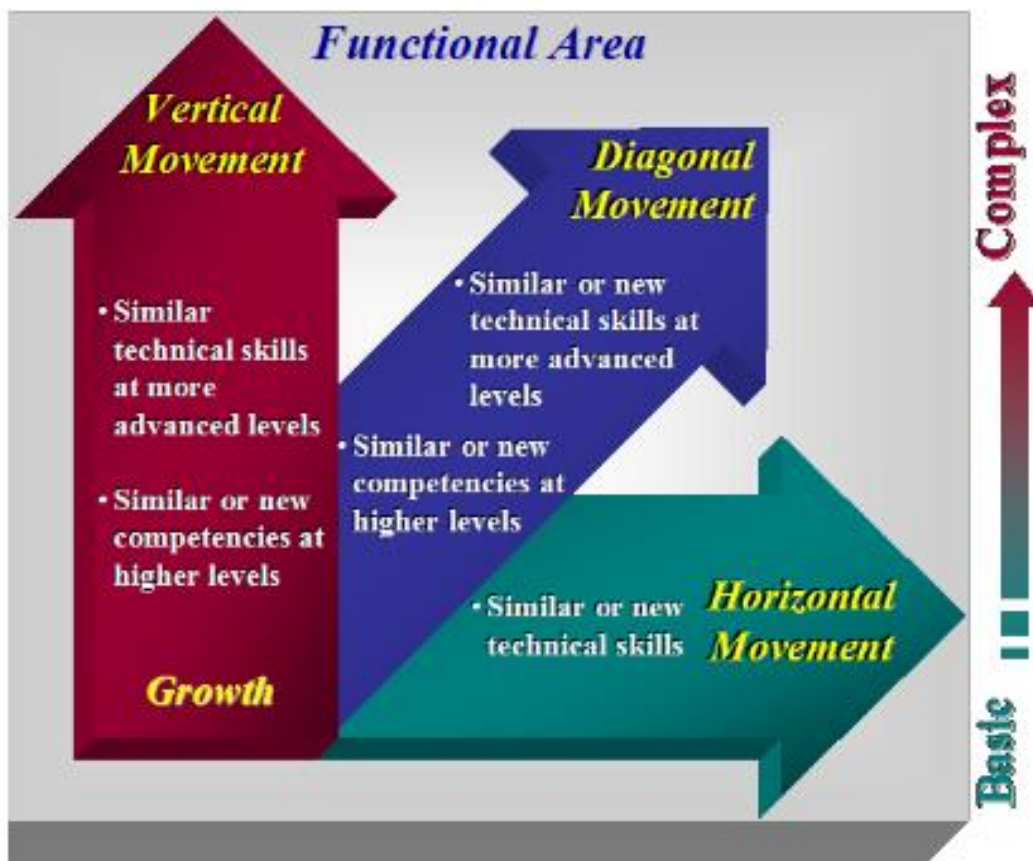 Functional Area
Vertical
Movement
• Similar
technical skills
at more
advanced levels
• Similar or new
competencies at
higher levels
Growth
Diagonal
Movement
• Similar or new
technical skills at
more advanced
levels
• Similar or new
competencies at
higher levels
• Similar or new
technical skills
Horizontal
Movement
Complex
Basic